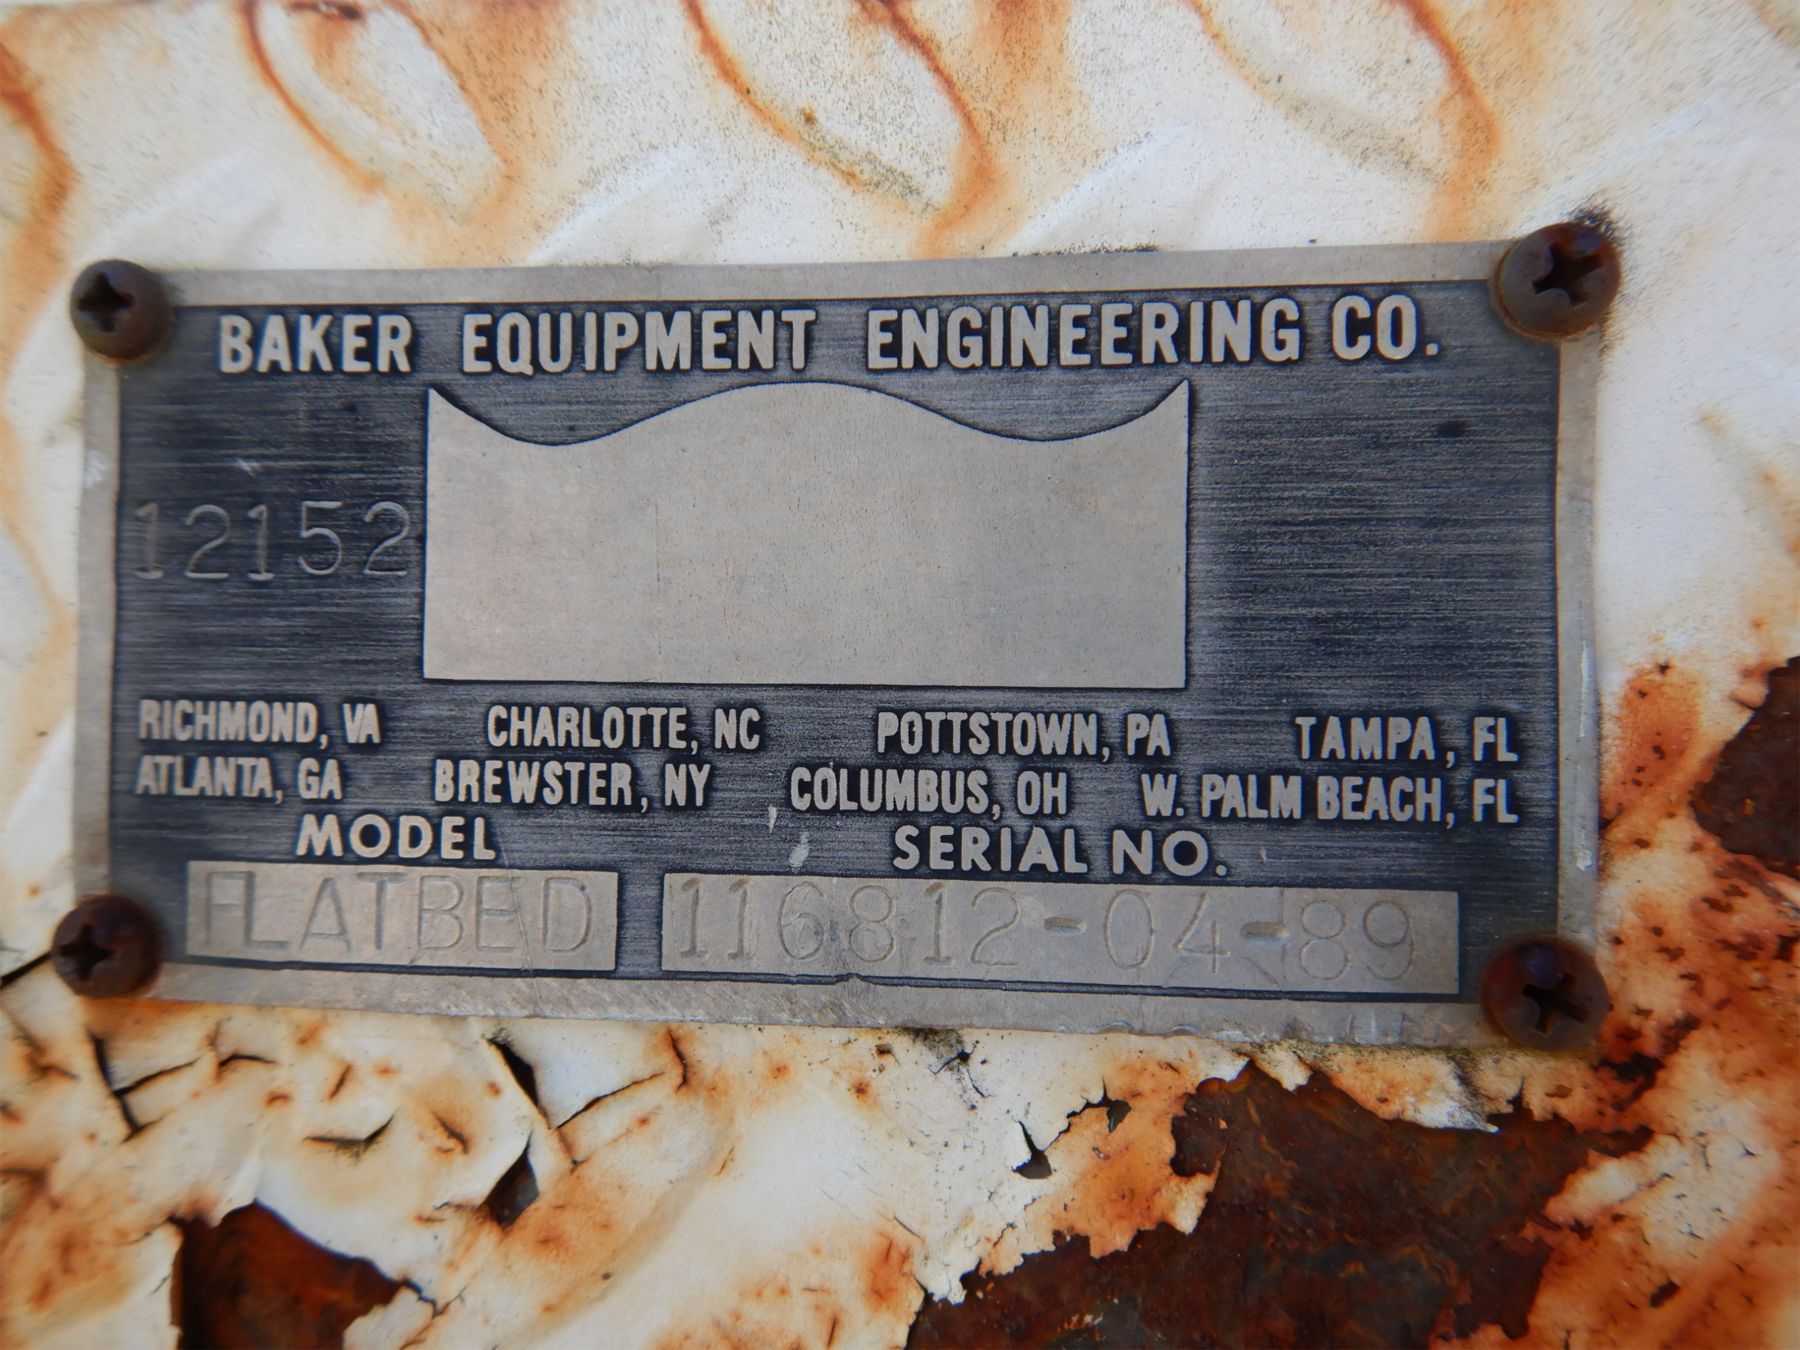 BAKER EQUIPMENT ENGINEERING CO.
12152
RICHMOND, VA CHARLOTTE, NC POTTSTOWN, PA TAMPA, FL
ATLANTA, GA BREWSTER, NY COLUMBUS, OH W. PALM BEACH, FL
MODEL SERIAL NO.
FLATBED 116812-04-89